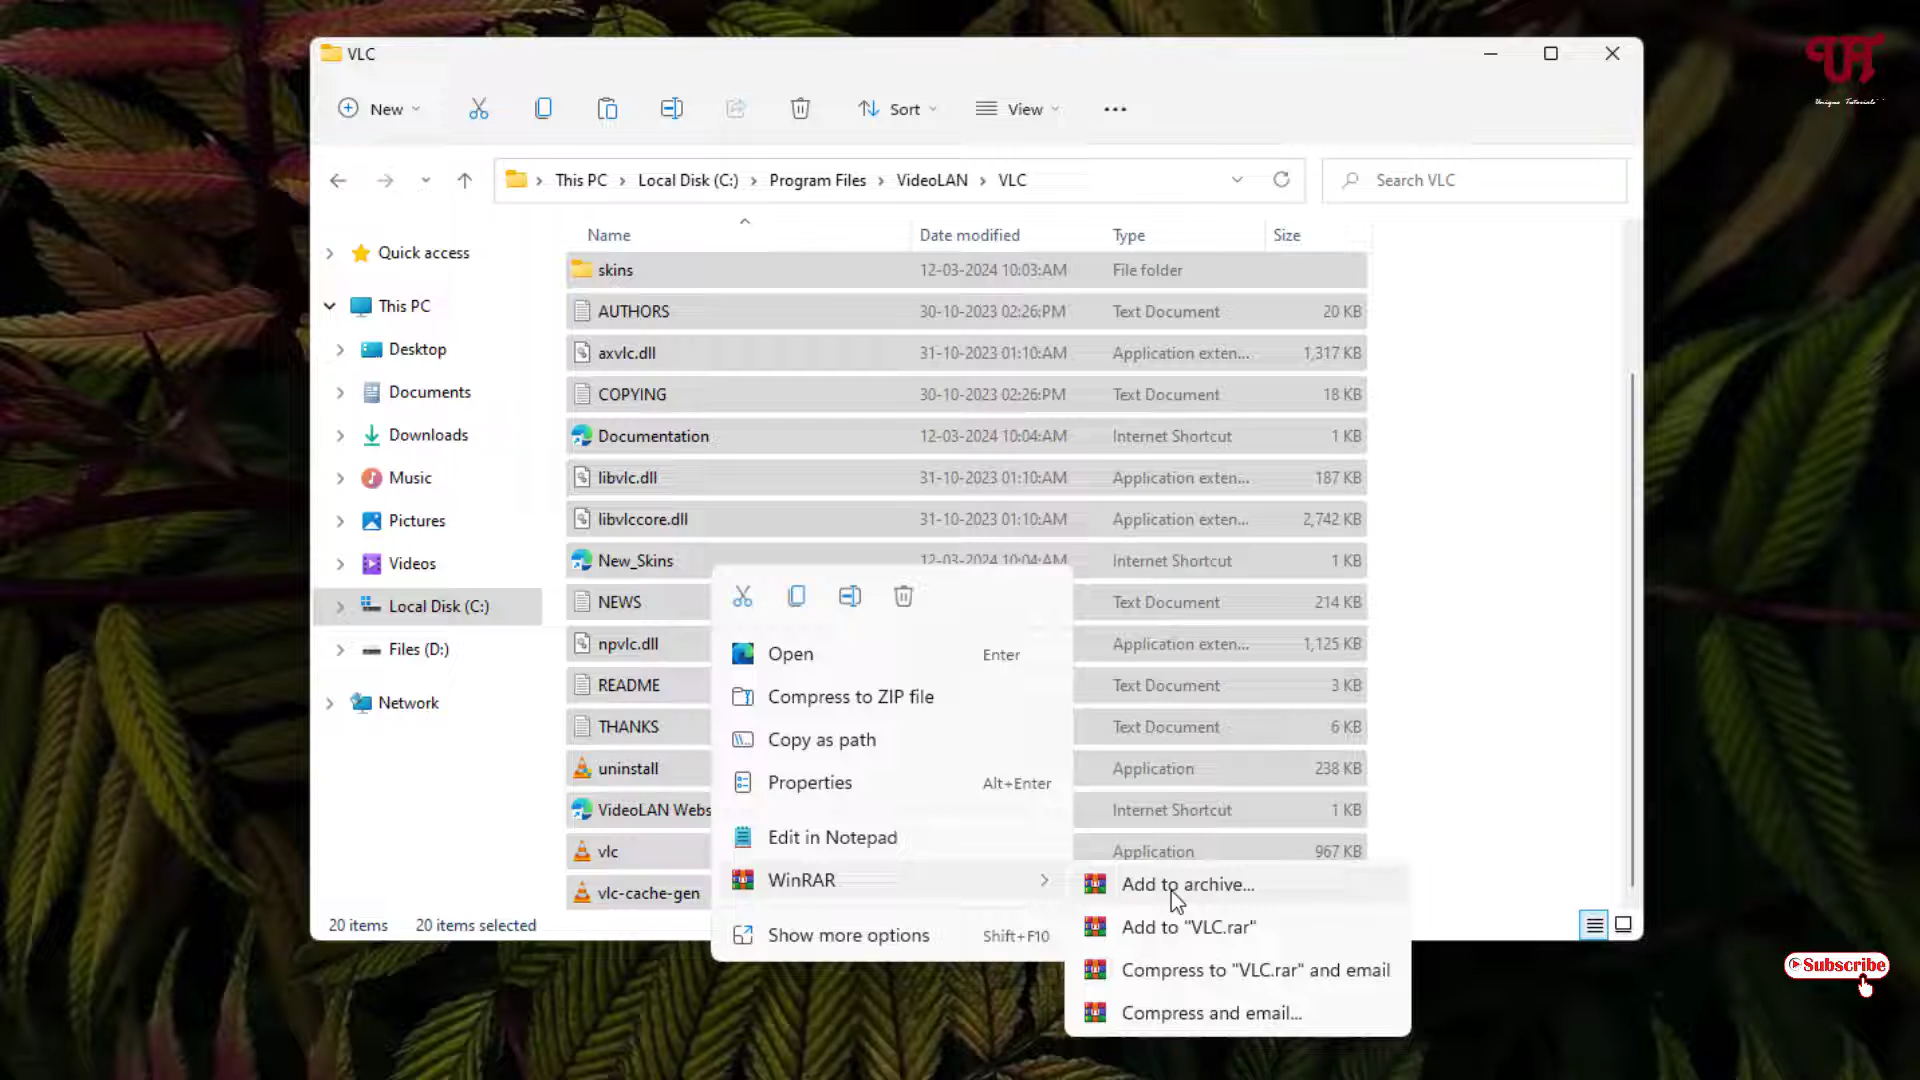 VLC
New
Sort
View
This PC
Local Disk (C:)
Program Files
VideoLAN
VLC
Search VLC
Name
Date modified
Type
Size
Quick access
This PC
Desktop
Documents
Downloads
Music
Pictures
Videos
Local Disk (C:)
Files (D:)
Network
skins 12-03-2024 10:03:AM File folder
AUTHORS 30-10-2023 02:26:PM Text Document 20 KB
axvlc.dll 31-10-2023 01:10:AM Application exten... 1,317 KB
COPYING 30-10-2023 02:26:PM Text Document 18 KB
Documentation 12-03-2024 10:04:AM Internet Shortcut 1 KB
libvlc.dll 31-10-2023 01:10:AM Application exten... 187 KB
libvlccore.dll 31-10-2023 01:10:AM Application exten... 2,742 KB
New_Skins 12-03-2024 10:04:AM Internet Shortcut 1 KB
NEWS Text Document 214 KB
npvlc.dll Application exten... 1,125 KB
README Text Document 3 KB
THANKS Text Document 6 KB
uninstall Application 238 KB
VideoLAN Webs Internet Shortcut 1 KB
vlc Application 967 KB
vlc-cache-gen
Open Enter
Compress to ZIP file
Copy as path
Properties Alt+Enter
Edit in Notepad
WinRAR
Show more options Shift+F10
Add to archive...
Add to "VLC.rar"
Compress to "VLC.rar" and email
Compress and email...
20 items 20 items selected
UT
Unique Tutorials
Subscribe